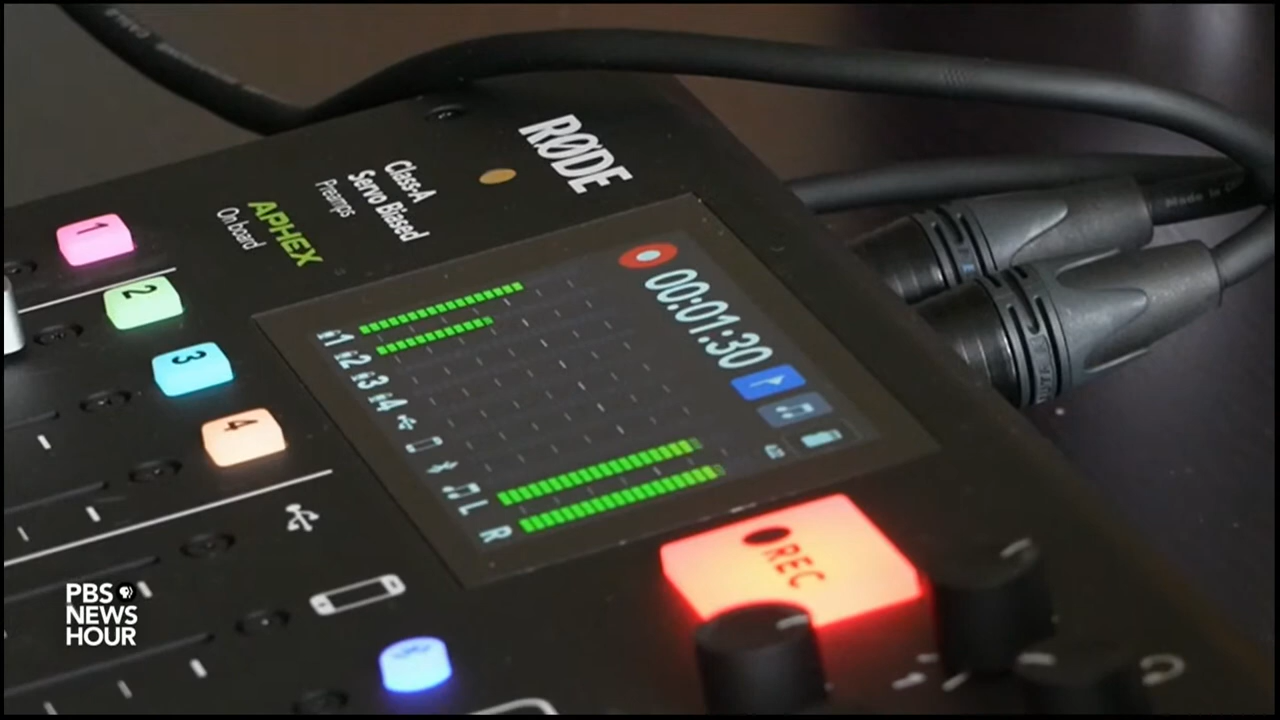 RØDE
Class-A
Servo Biased
Preamps
APHEX
On board
1
2
3
4
00:01:30
1
2
3
4
L
R
REC
PBS
NEWS
HOUR